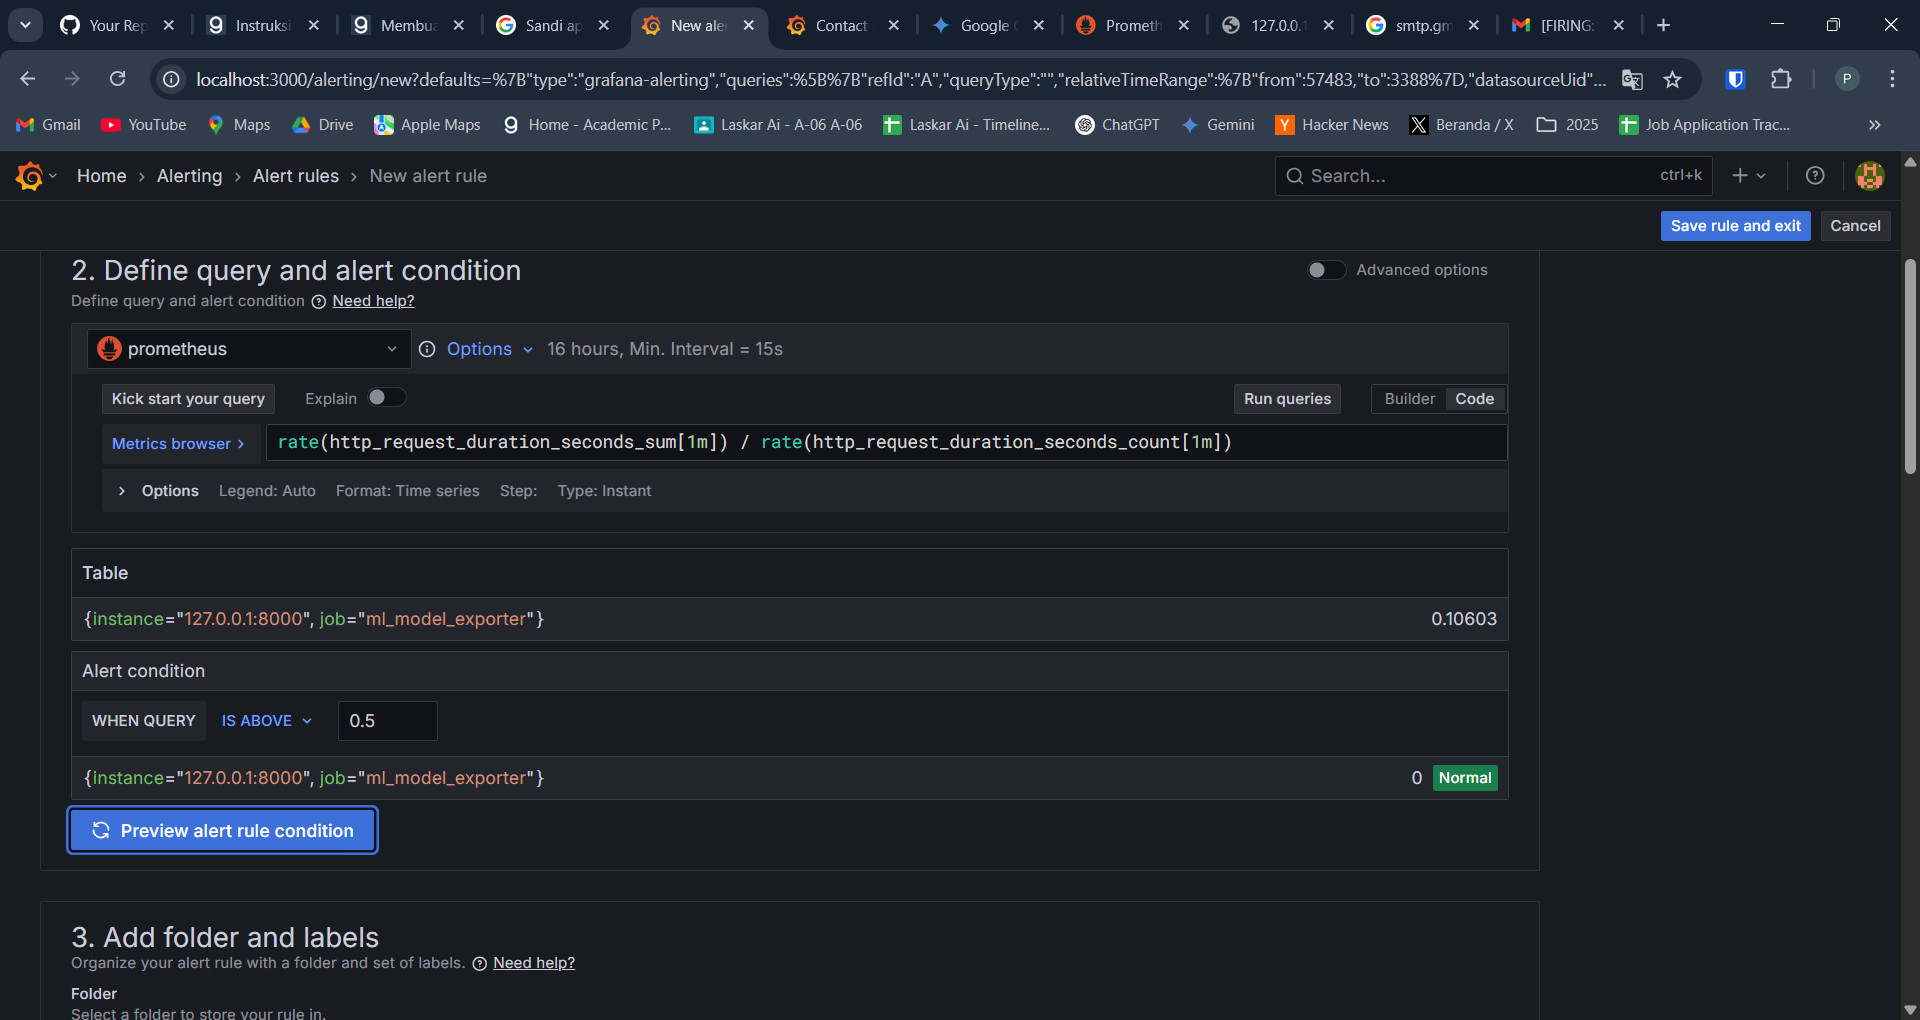 Your Rep
Instruksi
Membua
Sandi ap
New aler
Contact
Google
Prometh
127.0.0.1
smtp.gm
[FIRING:
localhost:3000/alerting/new?defaults=%7B"type":"grafana-alerting","queries":%5B%7B"refId":"A","queryType":"","relativeTimeRange":%7B"from":57483,"to":3388%7D,"datasourceUid"...
P
Gmail
YouTube
Maps
Drive
Apple Maps
Home - Academic P...
Laskar Ai - A-06 A-06
Laskar Ai - Timeline...
ChatGPT
Gemini
Hacker News
Beranda / X
2025
Job Application Trac...
Home › Alerting › Alert rules › New alert rule
Search... ctrl+k
Save rule and exit
Cancel
2. Define query and alert condition
Advanced options
Define query and alert condition Need help?
prometheus
Options 16 hours, Min. Interval = 15s
Kick start your query
Explain
Run queries
Builder
Code
Metrics browser >
rate(http_request_duration_seconds_sum[1m]) / rate(http_request_duration_seconds_count[1m])
Options Legend: Auto Format: Time series Step: Type: Instant
Table
{instance="127.0.0.1:8000", job="ml_model_exporter"} 0.10603
Alert condition
WHEN QUERY IS ABOVE 0.5
{instance="127.0.0.1:8000", job="ml_model_exporter"} 0 Normal
Preview alert rule condition
3. Add folder and labels
Organize your alert rule with a folder and set of labels. Need help?
Folder
Select a folder to store your rule in.